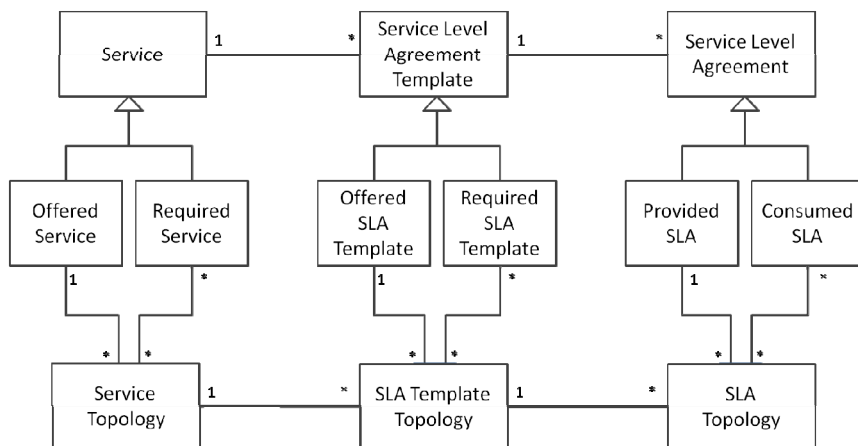 Service
1
*
Service Level
Agreement
Template
1
*
Service Level
Agreement
Offered
Service
Required
Service
Offered
SLA
Template
Required
SLA
Template
Provided
SLA
Consumed
SLA
1
*
1
*
1
*
*
*
*
*
*
*
Service
Topology
1
*
SLA Template
Topology
1
*
SLA
Topology